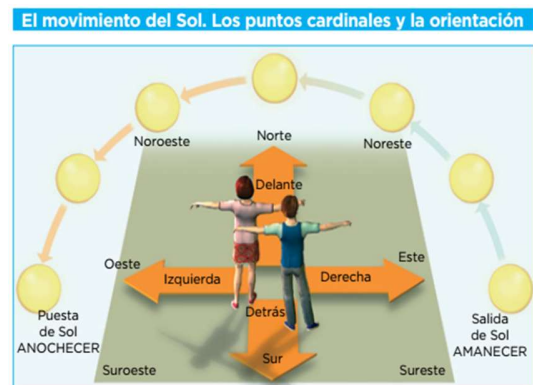 El movimiento del Sol. Los puntos cardinales y la orientación
Norte
Noroeste
Noreste
Delante
Oeste
Este
Izquierda
Derecha
Detrás
Puesta
de Sol
ANOCHECER
Salida
de Sol
AMANECER
Sur
Suroeste
Sureste